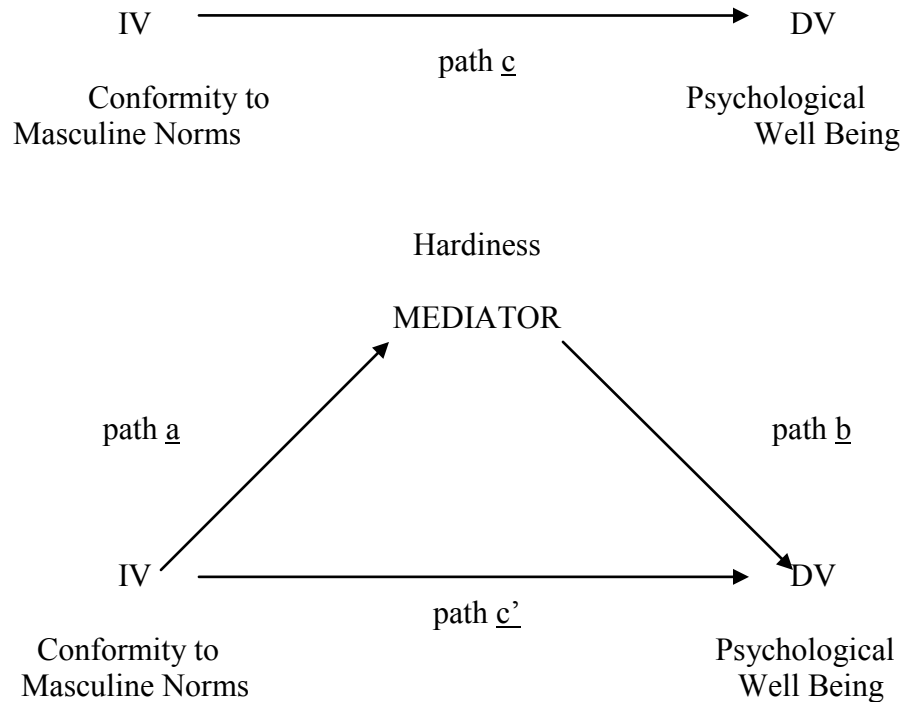 IV DV
path c
Conformity to Psychological
Masculine Norms Well Being
Hardiness
MEDIATOR
path a path b
IV DV
path c’
Conformity to Psychological
Masculine Norms Well Being